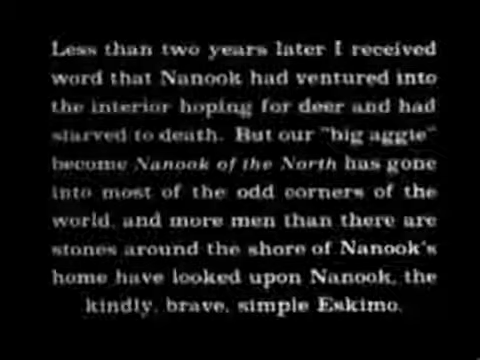 Less than two years later I received
word that Nanook had ventured into
the interior hoping for deer and had
starved to death. But our "big aggie"
become Nanook of the North has gone
into most of the odd corners of the
world, and more men than there are
stones around the shore of Nanook's
home have looked upon Nanook, the
kindly, brave, simple Eskimo.